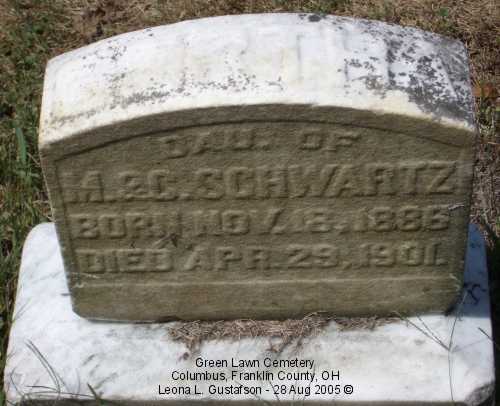 DAU. OF
M. & C. SCHWARTZ
BORN NOV. 18, 1886
DIED APR. 29, 1901.
Green Lawn Cemetery
Columbus, Franklin County, OH
Leona L. Gustafson - 28 Aug 2005 ©